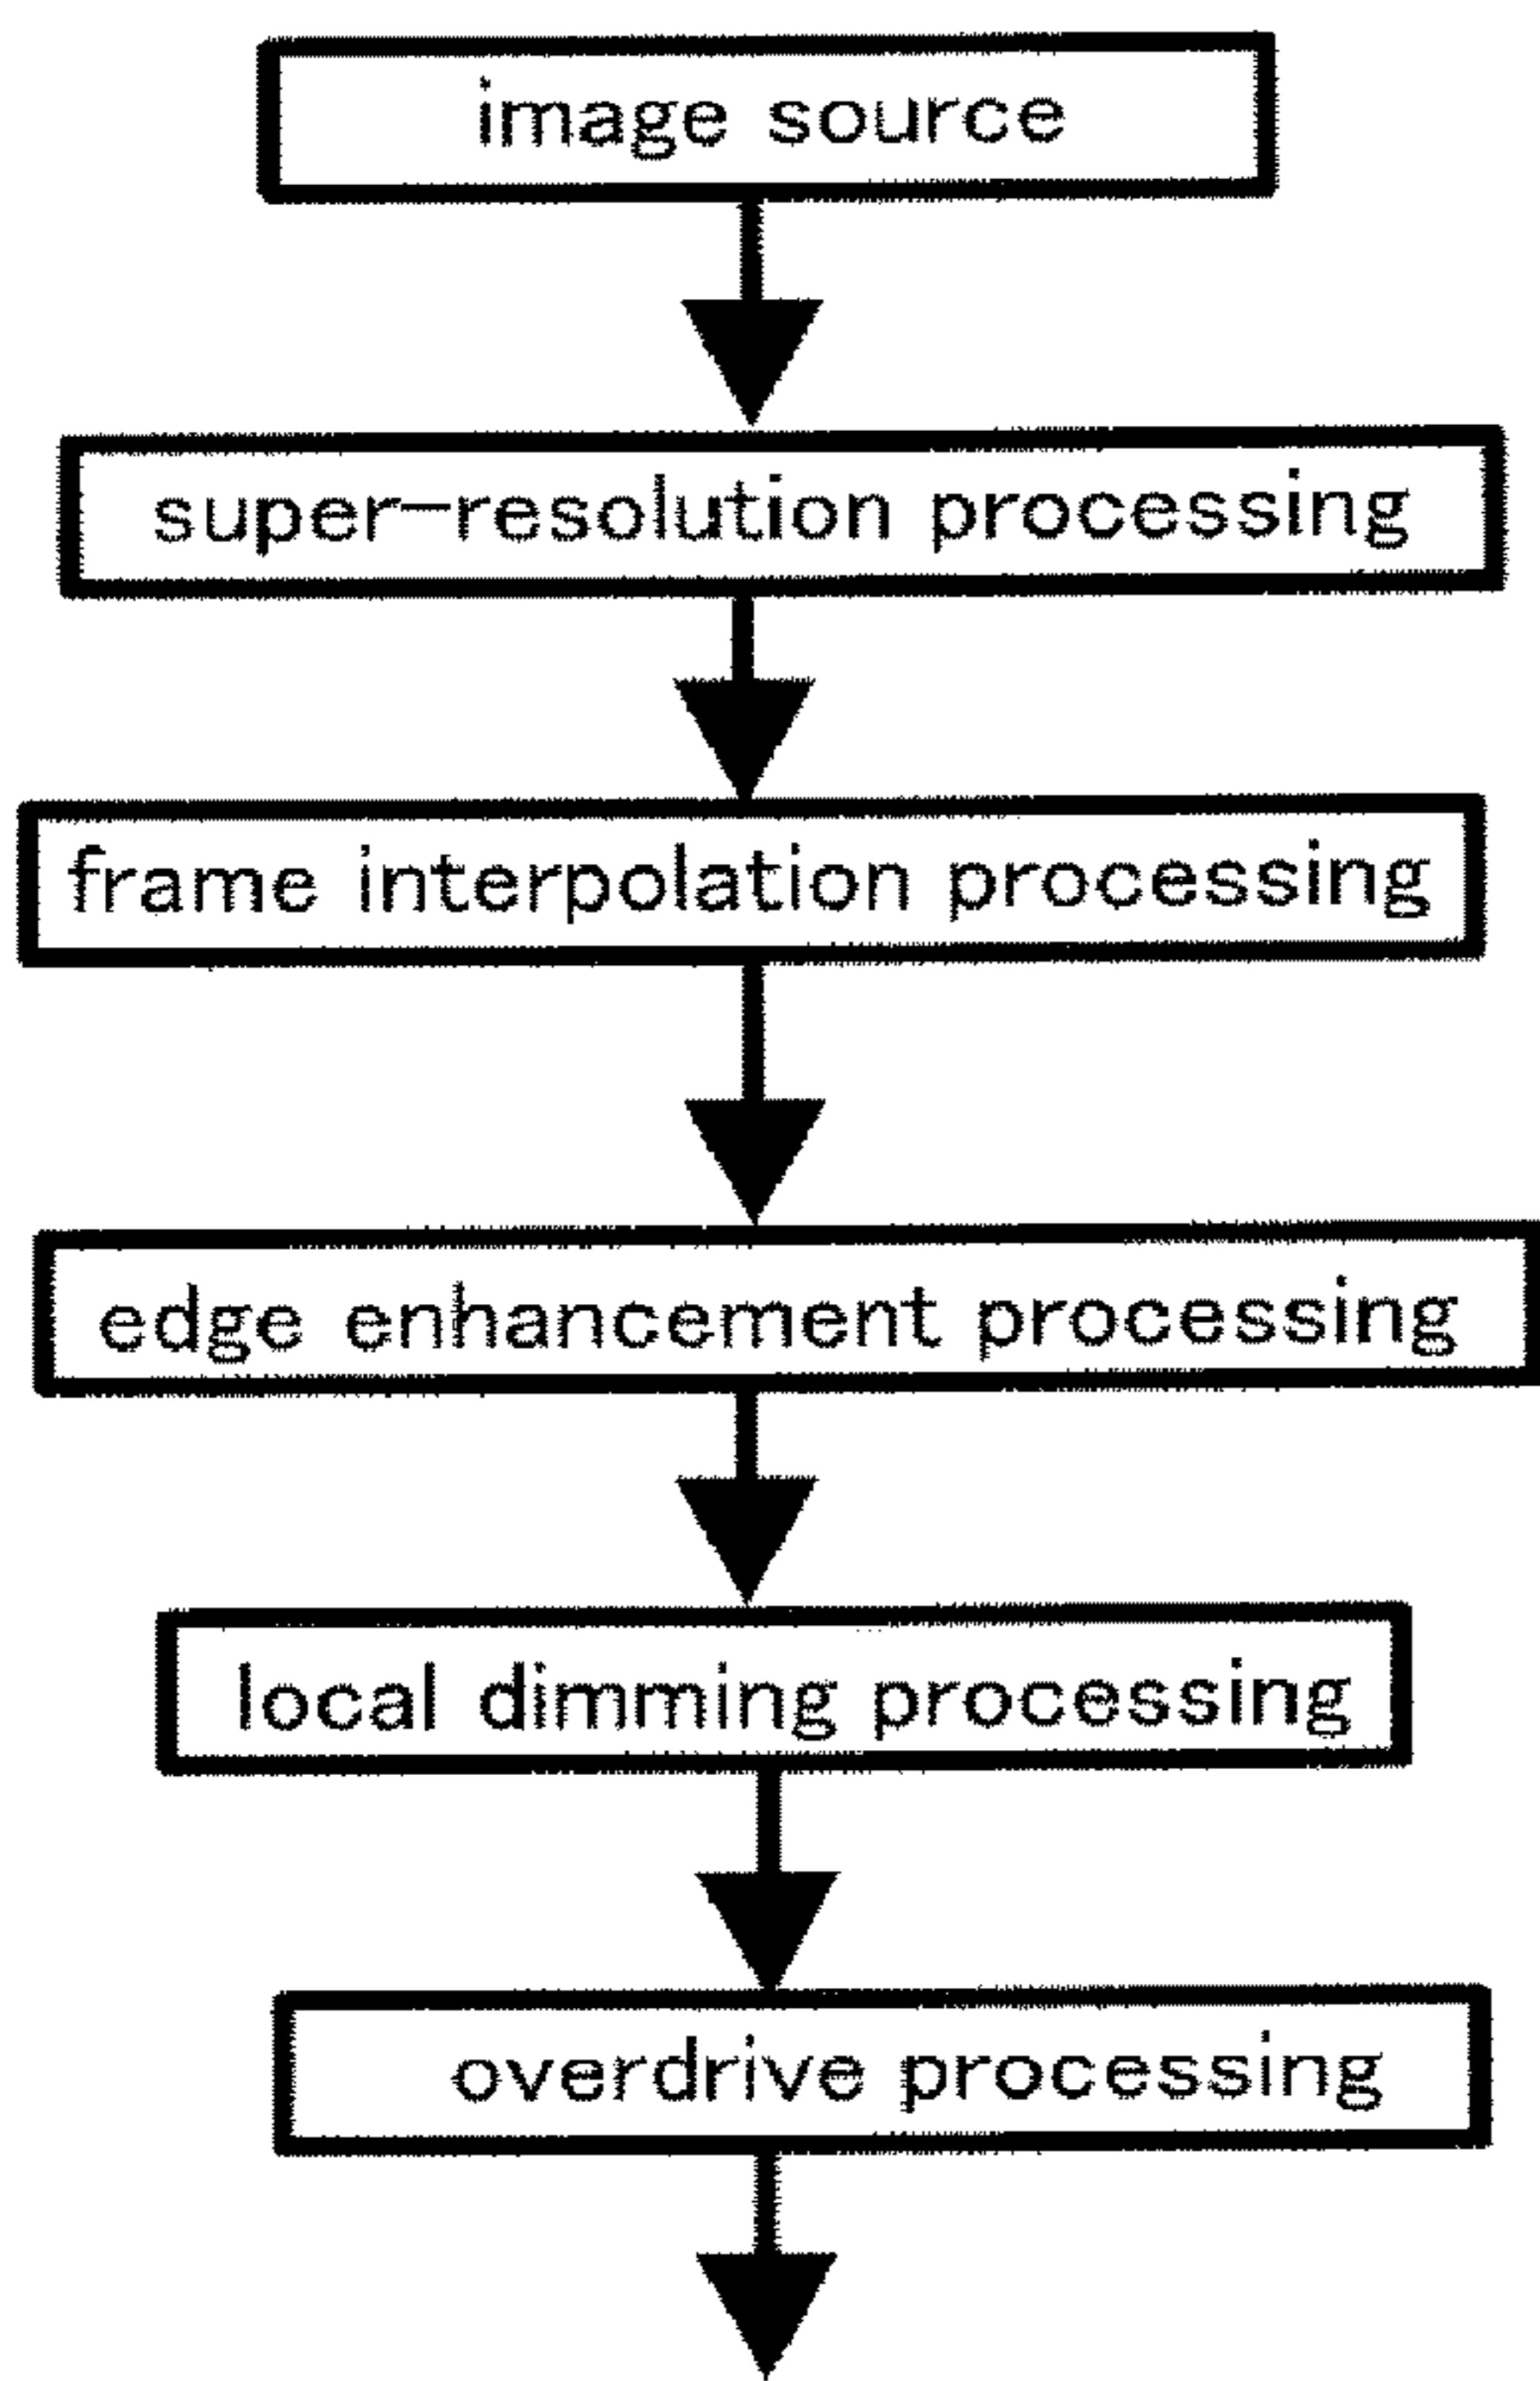 image source
super-resolution processing
frame interpolation processing
edge enhancement processing
local dimming processing
overdrive processing